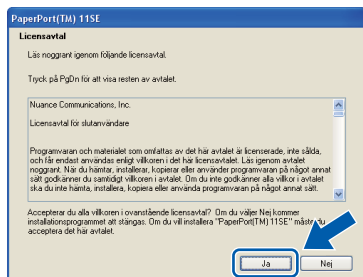 PaperPort(TM) 11SE
Licensavtal
Läs noggrant igenom följande licensavtal.
Tryck på PgDn för att visa resten av avtalet.
Nuance Communications, Inc.
Licensavtal för slutanvändare
Programvaran och materialet som omfattas av det här avtalet är licenserade, inte sålda,
och får endast användas enligt villkoren i det här licensavtalet. Läs igenom avtalet
noggrant. När du hämtar, installerar, kopierar eller använder programvaran på något annat
sätt godkänner du samtidigt villkoren i avtalet. Om du inte godkänner alla villkor i avtalet
ska du inte hämta, installera, kopiera eller använda programvaran på något annat sätt.
Accepterar du alla villkoren i ovanstående licensavtal? Om du väljer Nej kommer
installationsprogrammet att stängas. Om du vill installera "PaperPort(TM) 11SE" måste du
acceptera det här avtalet.
Ja
Nej